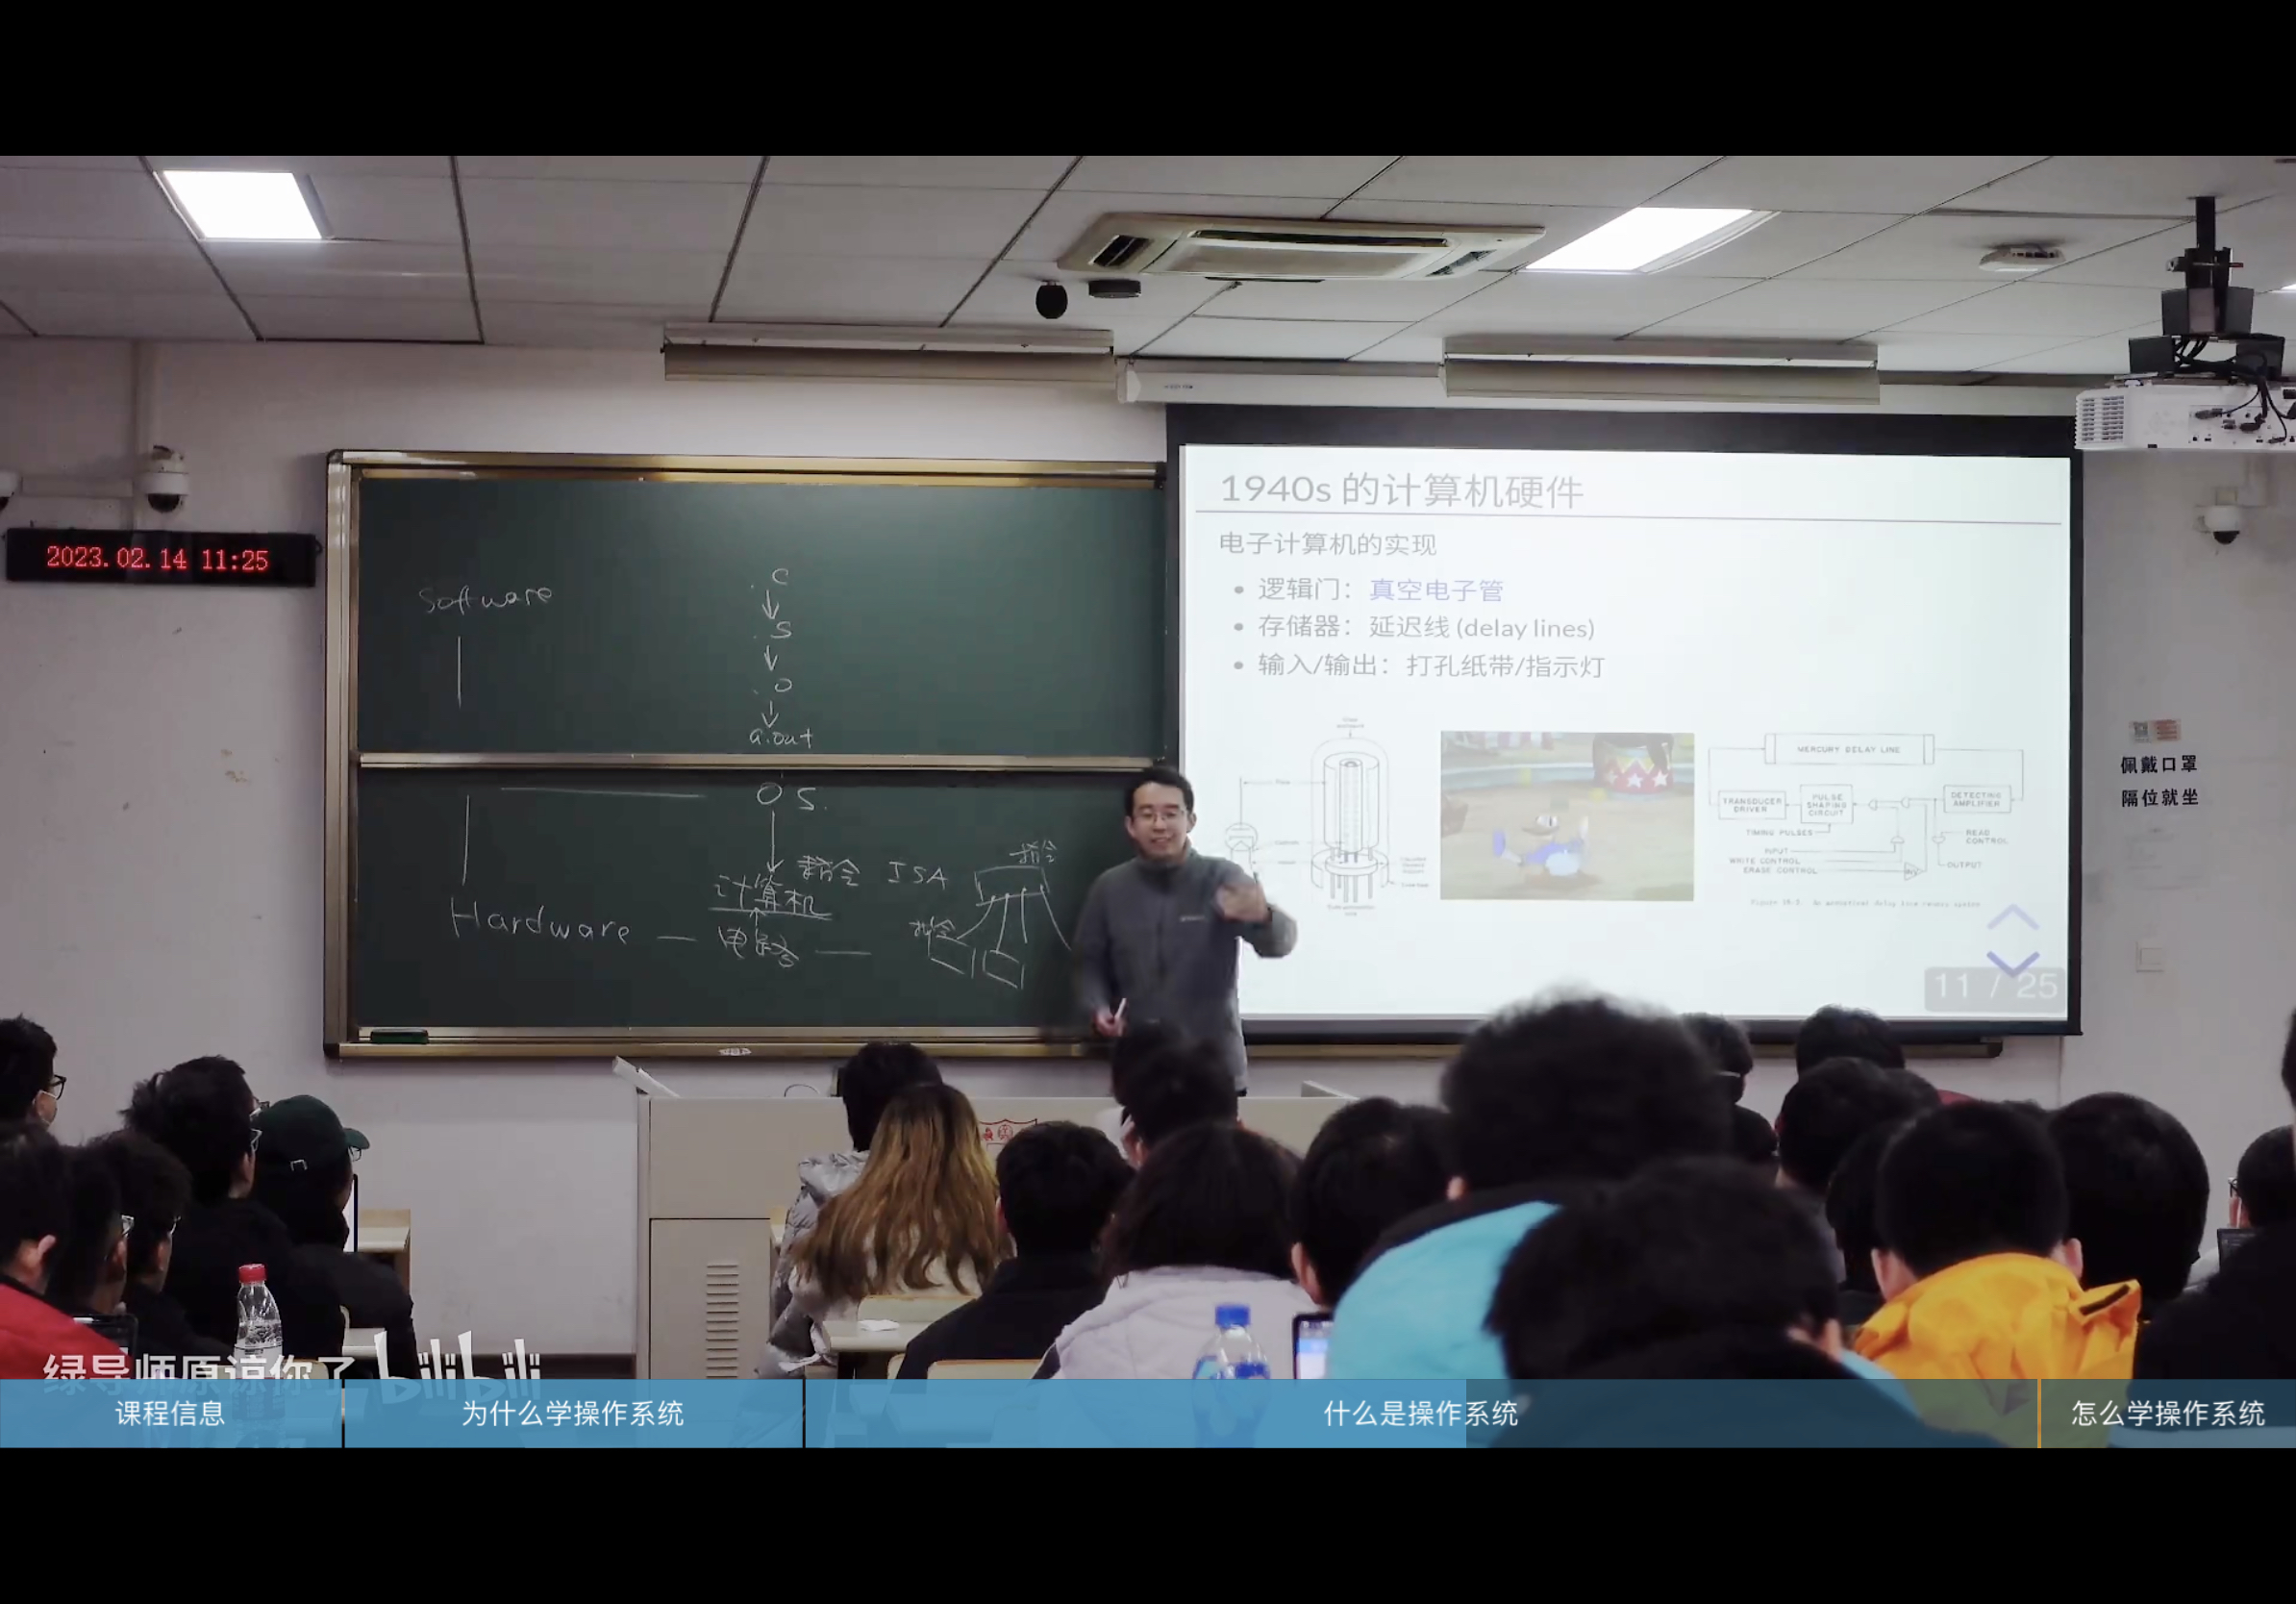 2023.02.14 11:25
Software
C
S
O
a.out
OS.
指令 ISA
指令
计算机
Hardware — 电路 —
指令
1940s 的计算机硬件
电子计算机的实现
• 逻辑门：真空电子管
• 存储器：延迟线 (delay lines)
• 输入/输出：打孔纸带/指示灯
MERCURY DELAY LINE
TRANSDUCER DRIVER
PULSE SHAPING CIRCUIT
DETECTING AMPLIFIER
TIMING PULSES
INPUT
WRITE CONTROL
ERASE CONTROL
READ CONTROL
OUTPUT
11 / 25
佩戴口罩
隔位就坐
绿导师原谅你了 bilibili
课程信息
为什么学操作系统
什么是操作系统
怎么学操作系统